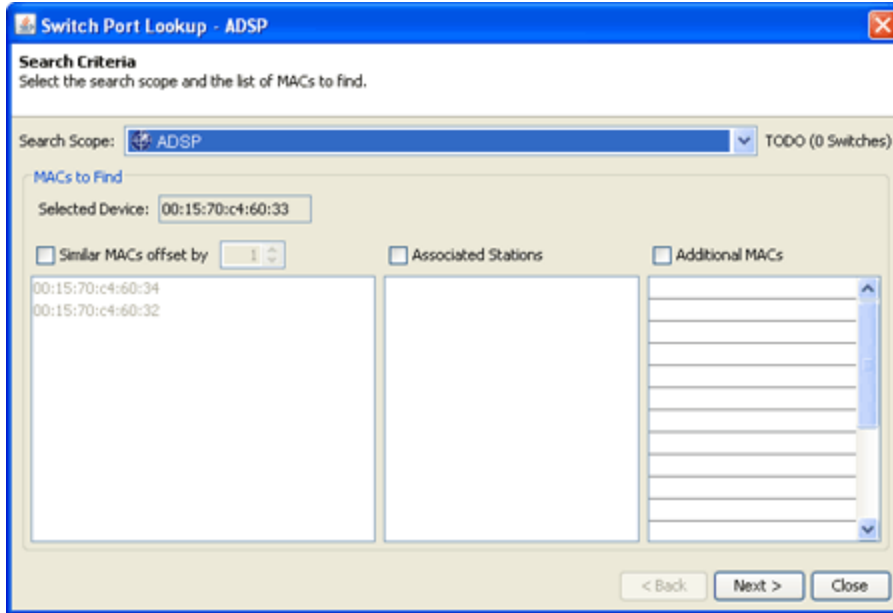 Switch Port Lookup - ADSP
Search Criteria
Select the search scope and the list of MACs to find.
Search Scope: ADSP TODO (0 Switches)
MACs to Find
Selected Device: 00:15:70:c4:60:33
Similar MACs offset by 1 Associated Stations Additional MACs
00:15:70:c4:60:34
00:15:70:c4:60:32
< Back Next > Close